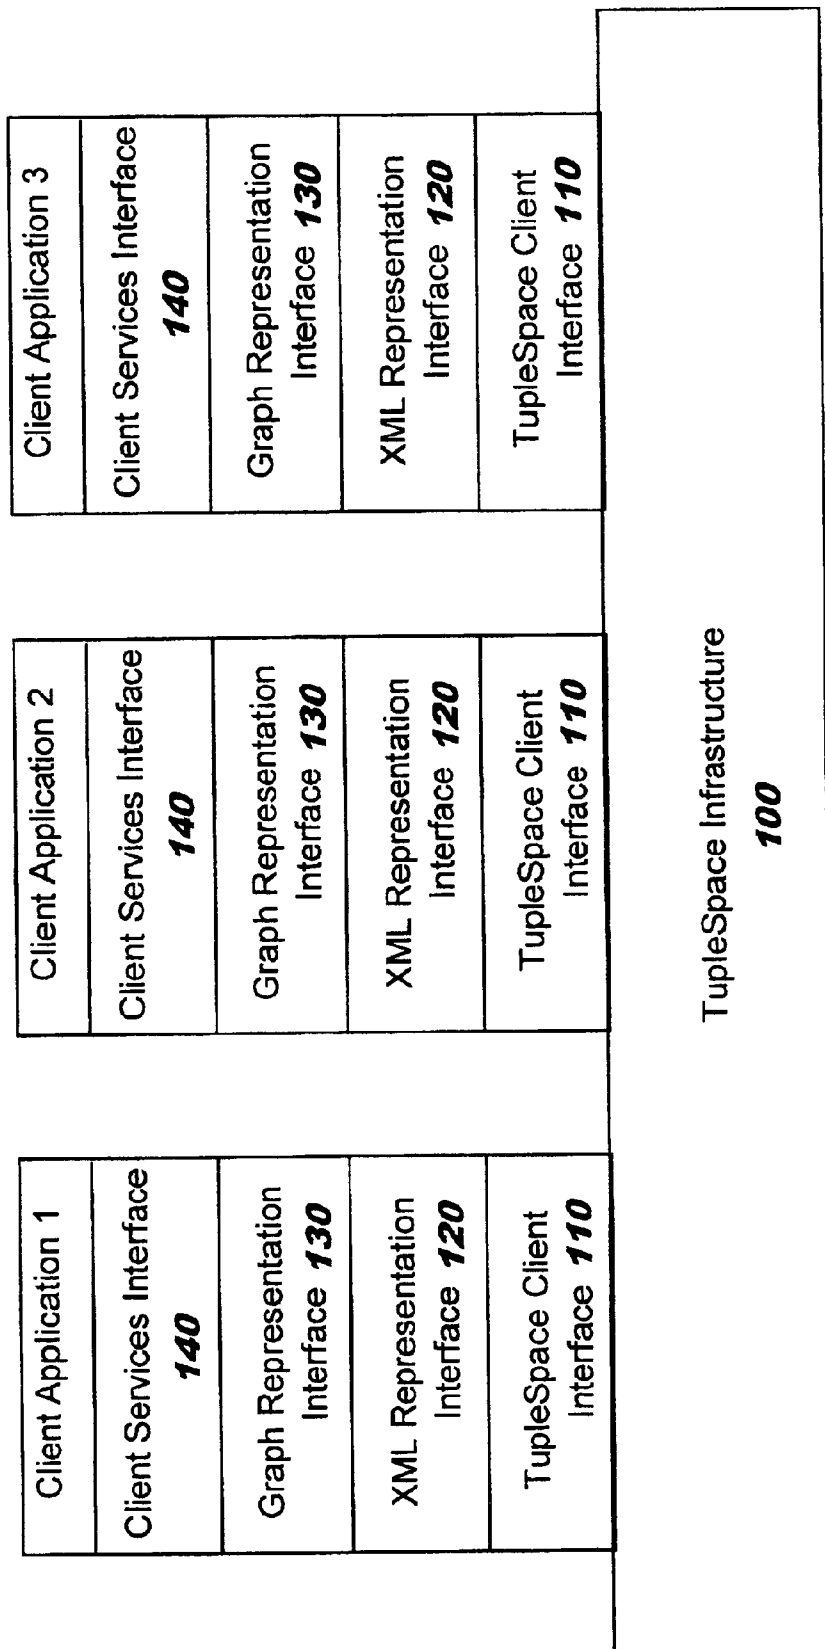 Client Application 1
Client Services Interface
140
Graph Representation
Interface 130
XML Representation
Interface 120
TupleSpace Client
Interface 110
Client Application 2
Client Services Interface
140
Graph Representation
Interface 130
XML Representation
Interface 120
TupleSpace Client
Interface 110
Client Application 3
Client Services Interface
140
Graph Representation
Interface 130
XML Representation
Interface 120
TupleSpace Client
Interface 110
TupleSpace Infrastructure
100